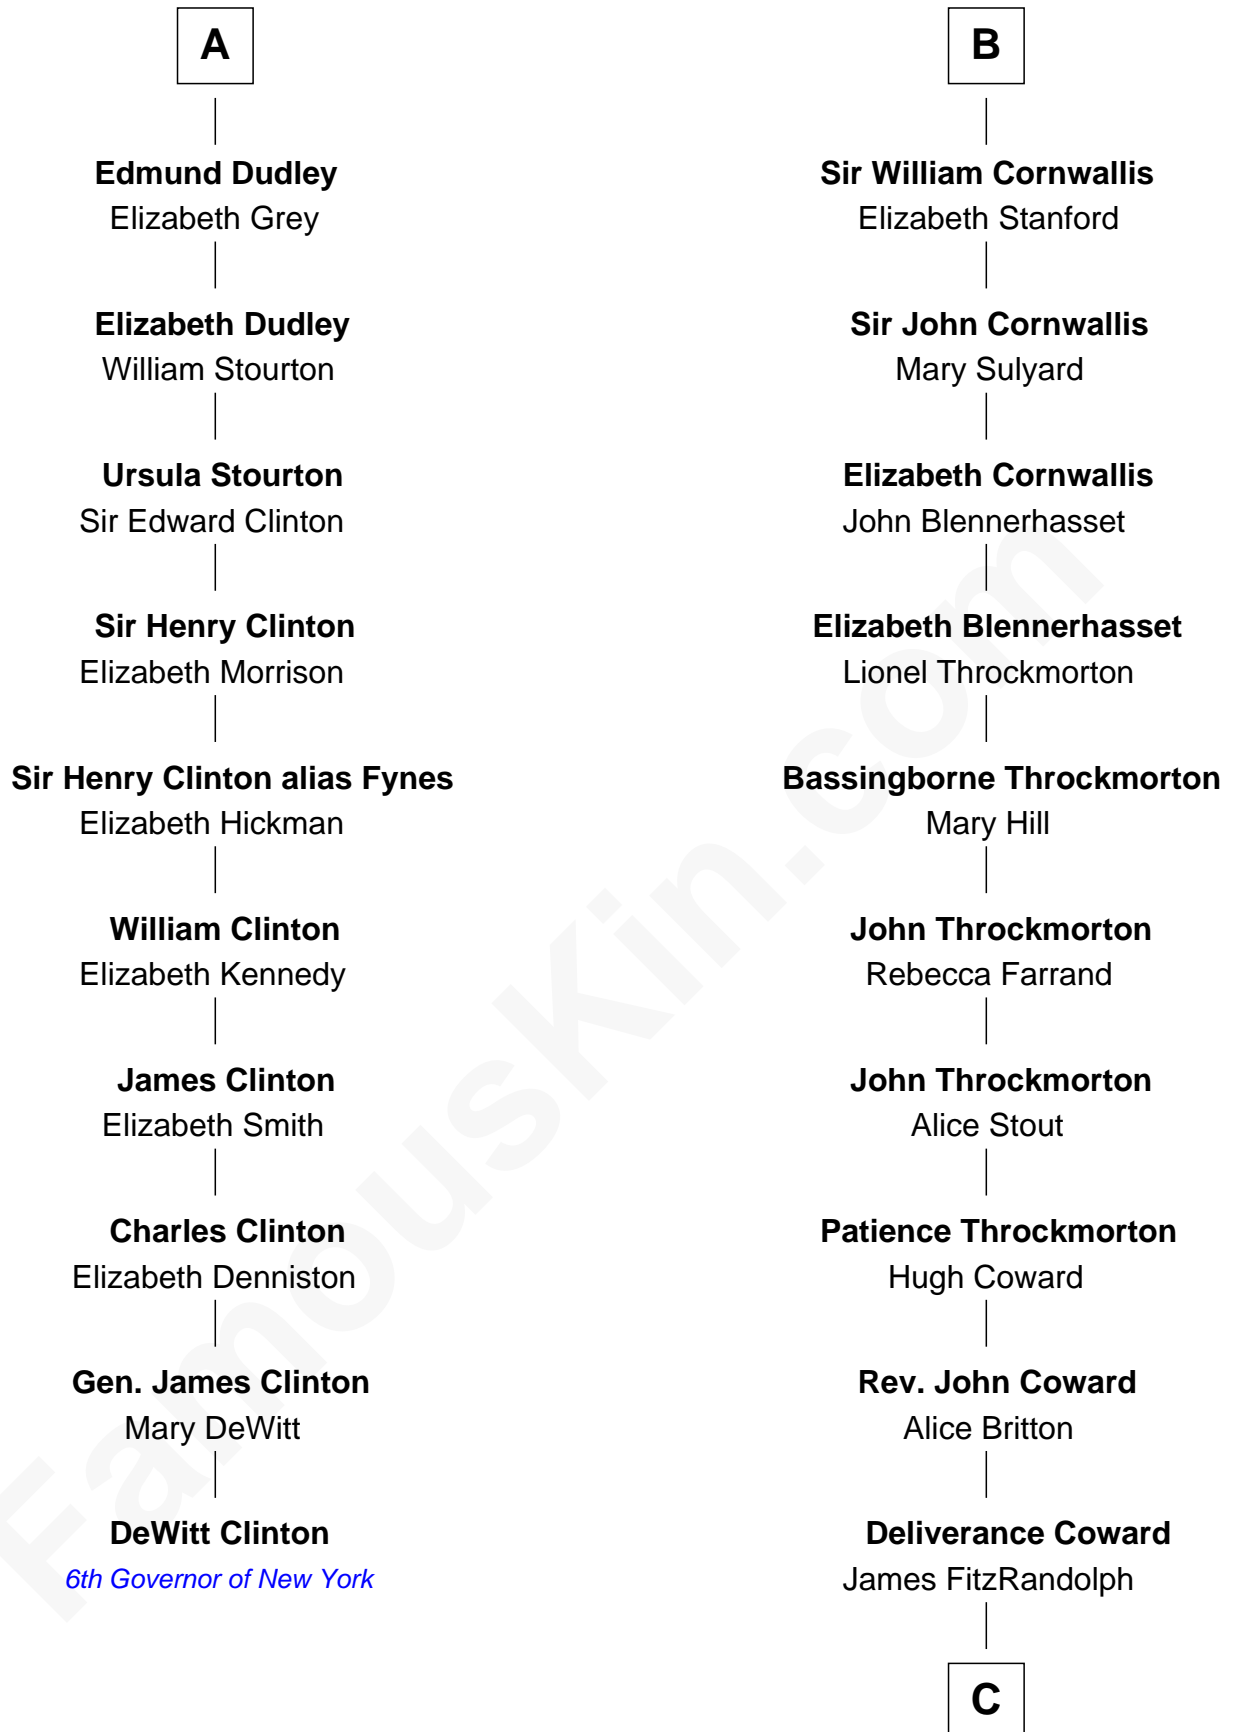 A
Edmund Dudley
Elizabeth Grey
Elizabeth Dudley
William Stourton
Ursula Stourton
Sir Edward Clinton
Sir Henry Clinton
Elizabeth Morrison
Sir Henry Clinton alias Fynes
Elizabeth Hickman
William Clinton
Elizabeth Kennedy
James Clinton
Elizabeth Smith
Charles Clinton
Elizabeth Denniston
Gen. James Clinton
Mary DeWitt
DeWitt Clinton
6th Governor of New York
B
Sir William Cornwallis
Elizabeth Stanford
Sir John Cornwallis
Mary Sulyard
Elizabeth Cornwallis
John Blennerhasset
Elizabeth Blennerhasset
Lionel Throckmorton
Bassingborne Throckmorton
Mary Hill
John Throckmorton
Rebecca Farrand
John Throckmorton
Alice Stout
Patience Throckmorton
Hugh Coward
Rev. John Coward
Alice Britton
Deliverance Coward
James FitzRandolph
C
FamousKin.com